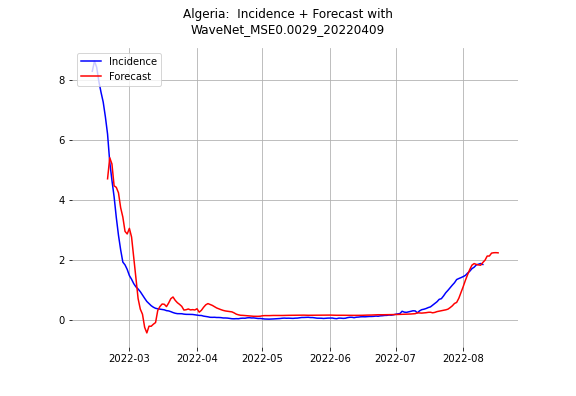 Algeria:  Incidence + Forecast with
WaveNet_MSE0.0029_20220409
Incidence
Forecast
8
6
4
2
0
2022-03
2022-04
2022-05
2022-06
2022-07
2022-08